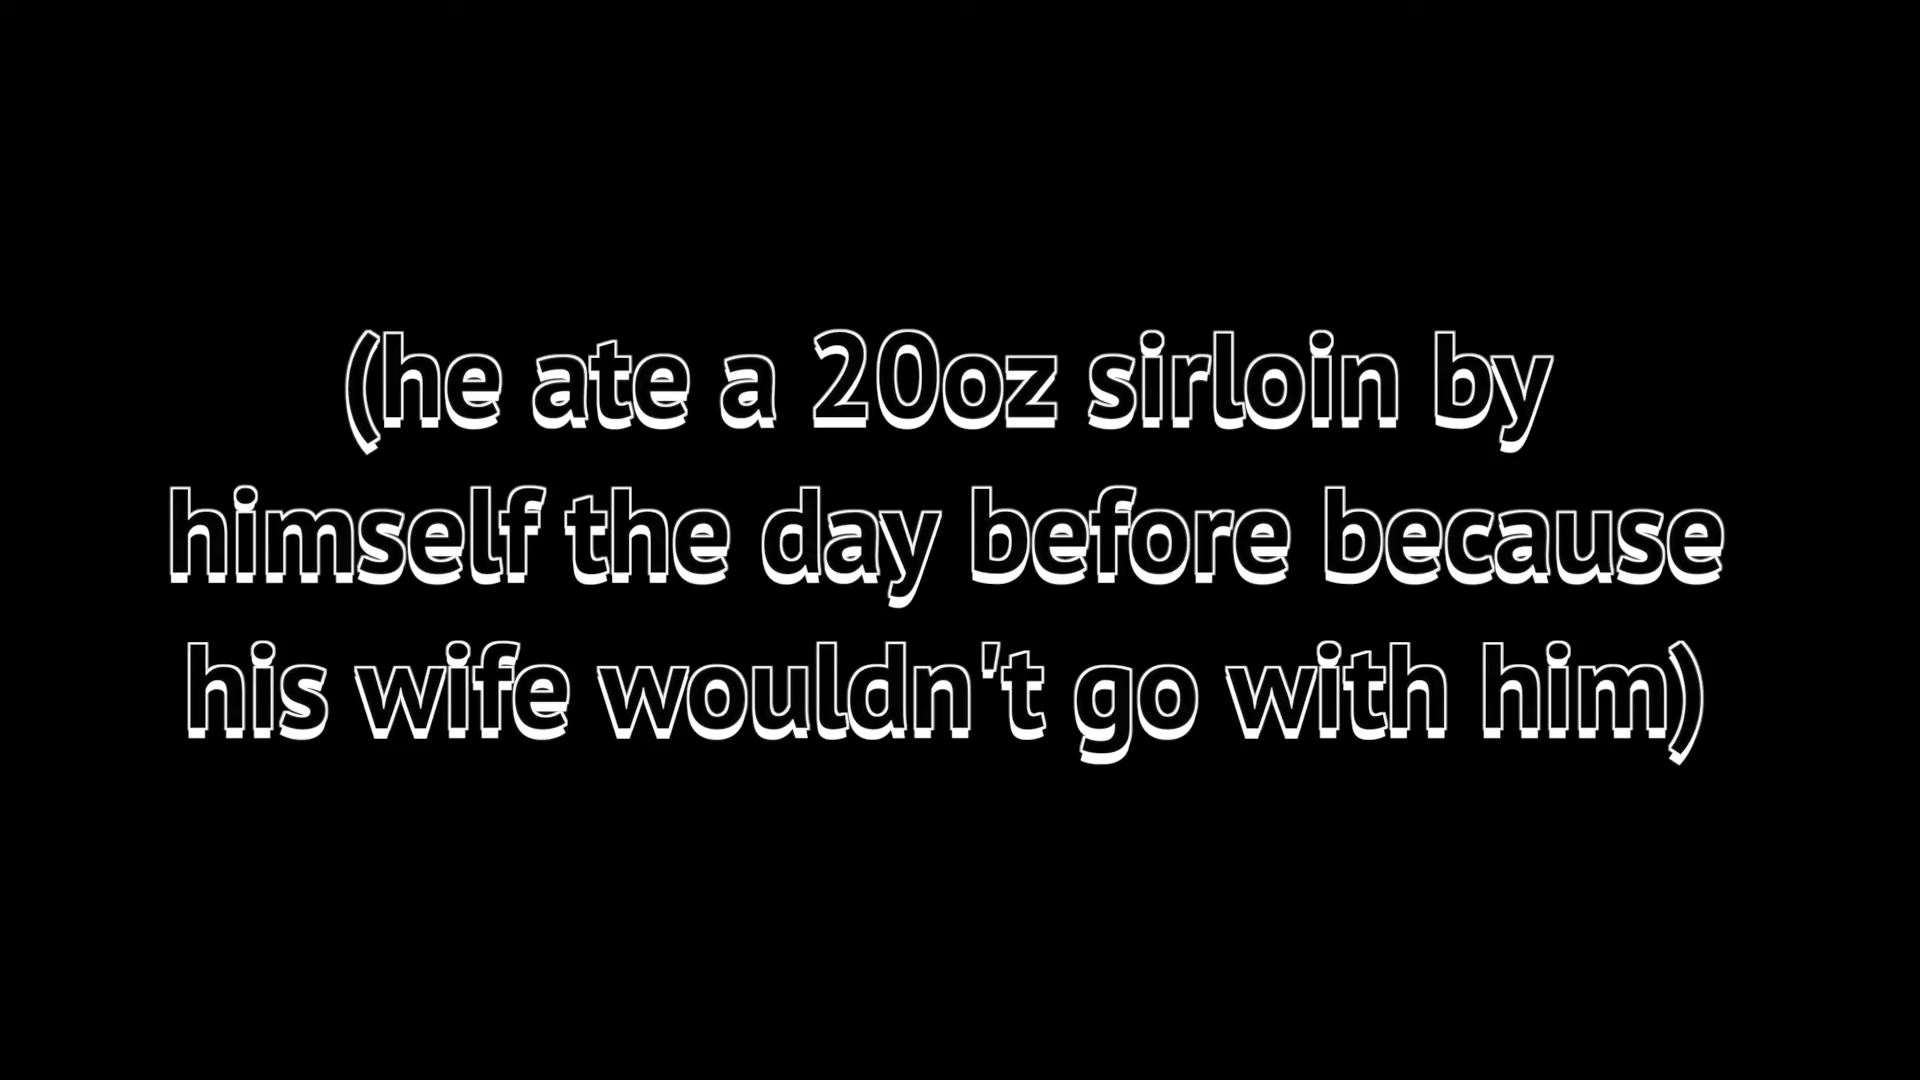 (he ate a 20oz sirloin by
himself the day before because
his wife wouldn't go with him)